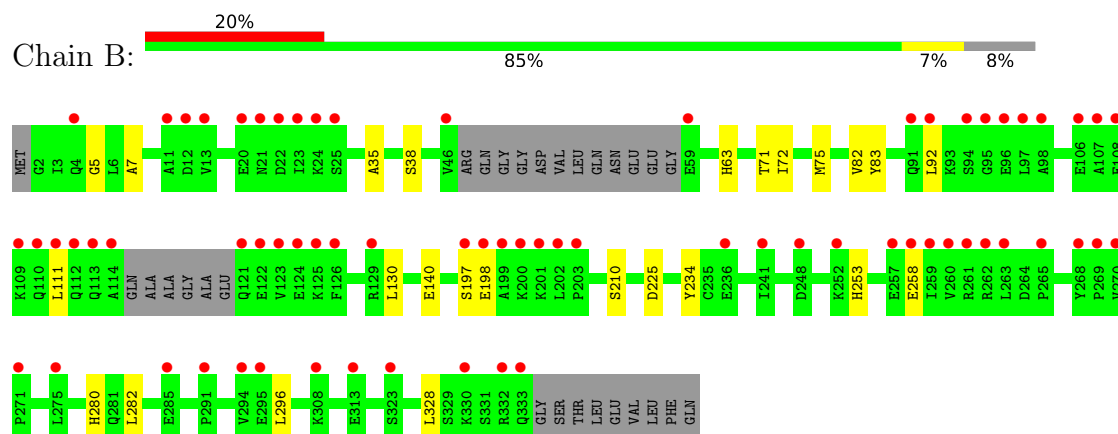 20%
Chain B:
85% 7% 8%
MET G2 I3 Q4 G5 L6 A7 A11 D12 V13 E20 N21 D22 I23 K24 S25 A35 S38 V46 ARG GLN GLY GLY ASP VAL LEU GLN ASN GLU GLU GLY E59 H63 T71 I72 M75 V82 Y83 Q91 L92 K93 S94 G95 E96 L97 A98 E106 A107 E108
K109 Q110 L111 Q112 Q113 A114 GLN ALA ALA GLY ALA GLU Q121 E122 V123 E124 K125 F126 R129 L130 E140 S197 E198 A199 K200 K201 L202 P203 S210 D225 Y234 C235 E236 I241 D248 K252 H253 E257 E258 I259 V260 R261 R262 L263 D264 P265 Y268 P269 V270
P271 L275 H280 Q281 L282 E285 P291 V294 E295 L296 K308 E313 S323 L328 S329 K330 S331 R332 Q333 GLY SER THR LEU GLU VAL LEU PHE GLN